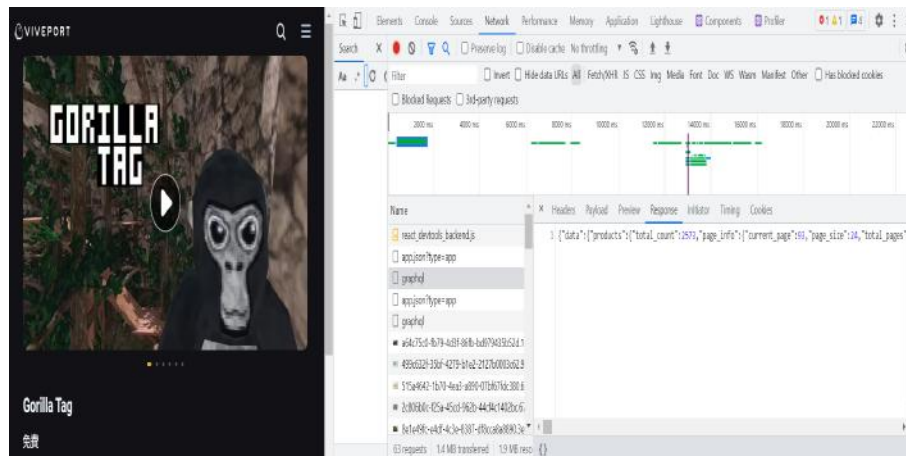 VIVEPORT
GORILLA
TAG
Gorilla Tag
免費
Elements Console Sources Network Performance Memory Application Lighthouse Components Profiler
Search X Preserve log Disable cache No throttling
Aa .* Filter Invert Hide data URLs All Fetch/XHR JS CSS Img Media Font Doc WS Wasm Manifest Other Has blocked cookies
Blocked Requests 3rd-party requests
2000 ms 4000 ms 6000 ms 8000 ms 10000 ms 12000 ms 14000 ms 16000 ms 18000 ms 20000 ms 22000 ms
Name
× Headers Payload Preview Response Initiator Timing Cookies
react_devtools_backend.js
1 {"data":{"products":{"total_count":2573,"page_info":{"current_page":93,"page_size":24,"total_pages"
app.json?type=app
graphql
app.json?type=app
graphql
63 requests 1.4 MB transferred 1.9 MB reso {}